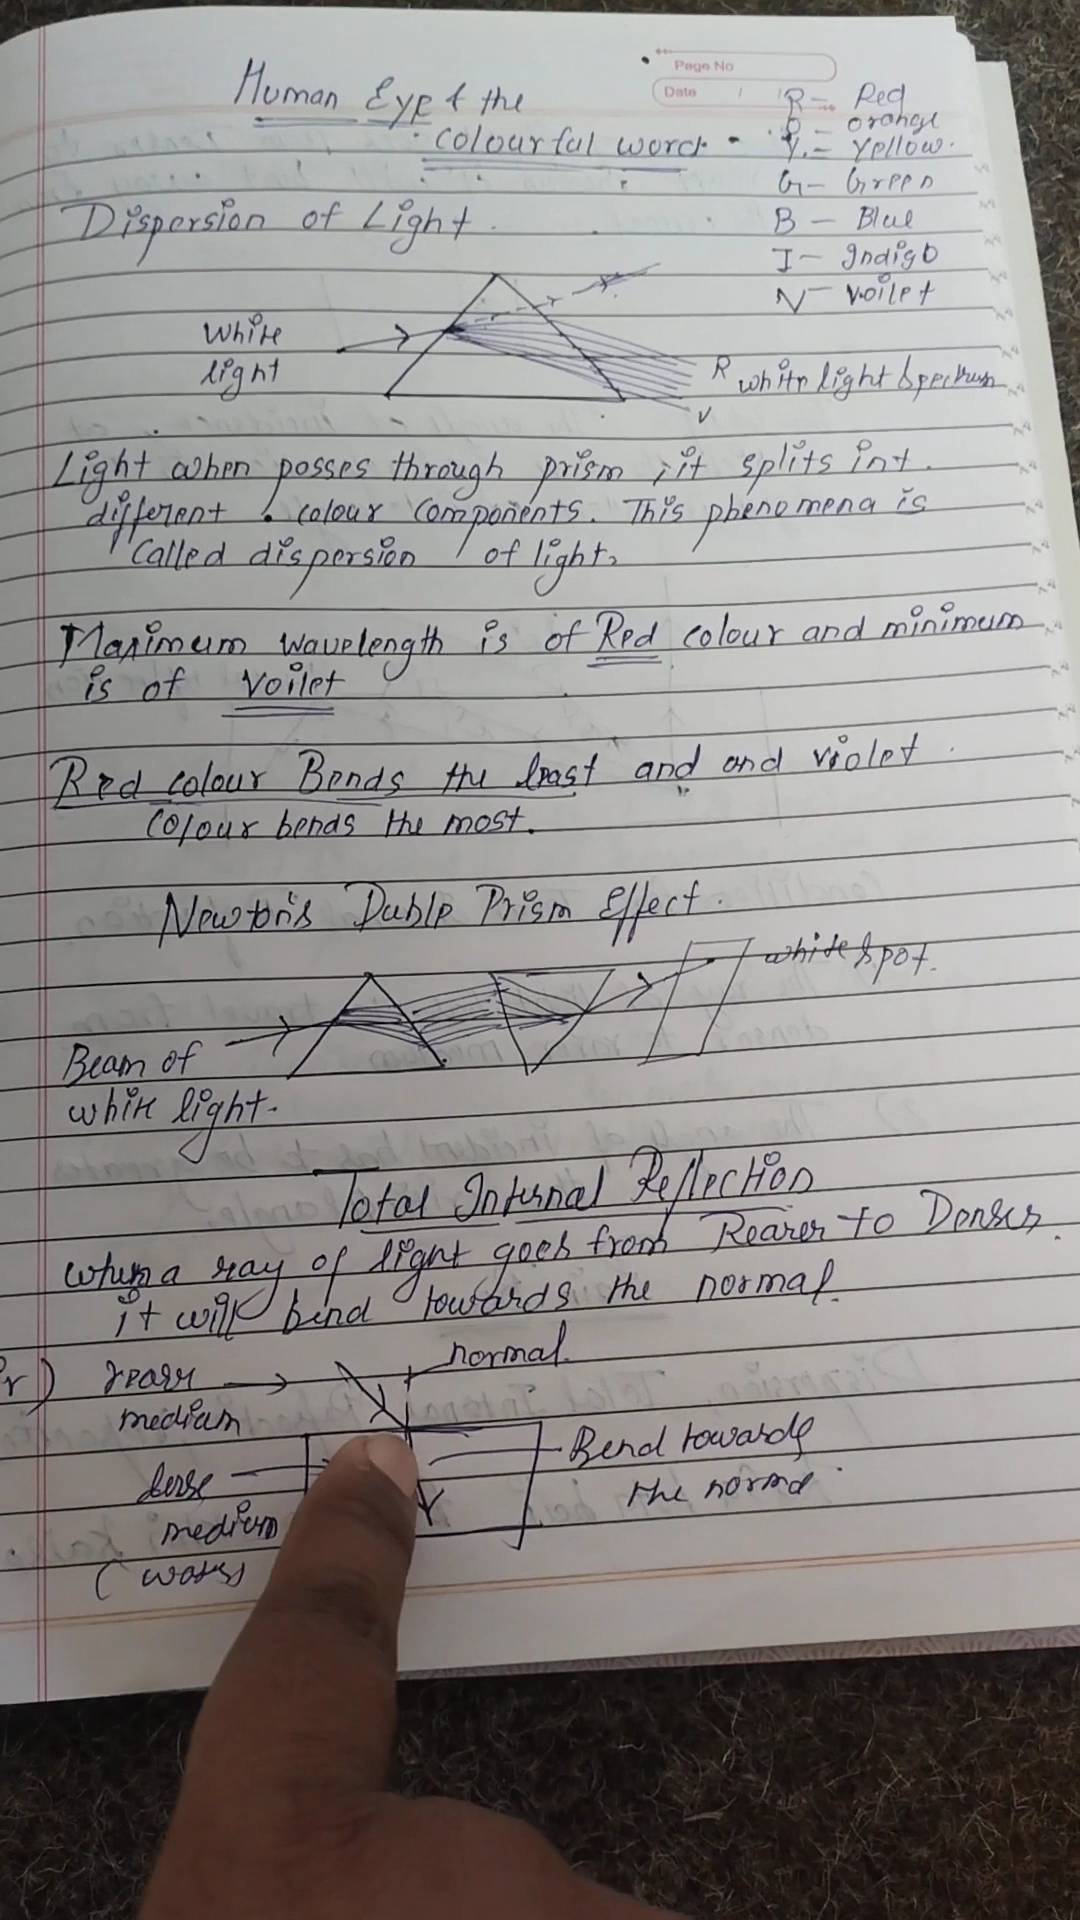 Page No
Date / /
Human Eye & the
colourful word.
R - Red
O - orange
Y - Yellow.
G - Green
B - Blue
I - Indigo
V - Voilet
Dispersion of Light.
White
light
R
white light Spectrum
V
Light when posses through prism, it splits int.
different colour components. This phenomena is
Called dispersion of light.
Maximum wavelength is of Red colour and minimum
is of Voilet
Red colour Bends the least and and violet
Colour bends the most.
Newton's Duble Prism Effect.
white spot.
Beam of
white light.
Total Internal Reflection
when a ray of light goes from Rearer to Denser.
it will bend towards the normal.
normal.
rearer
medium
Bend towards
the normal
dense
medium
(water)